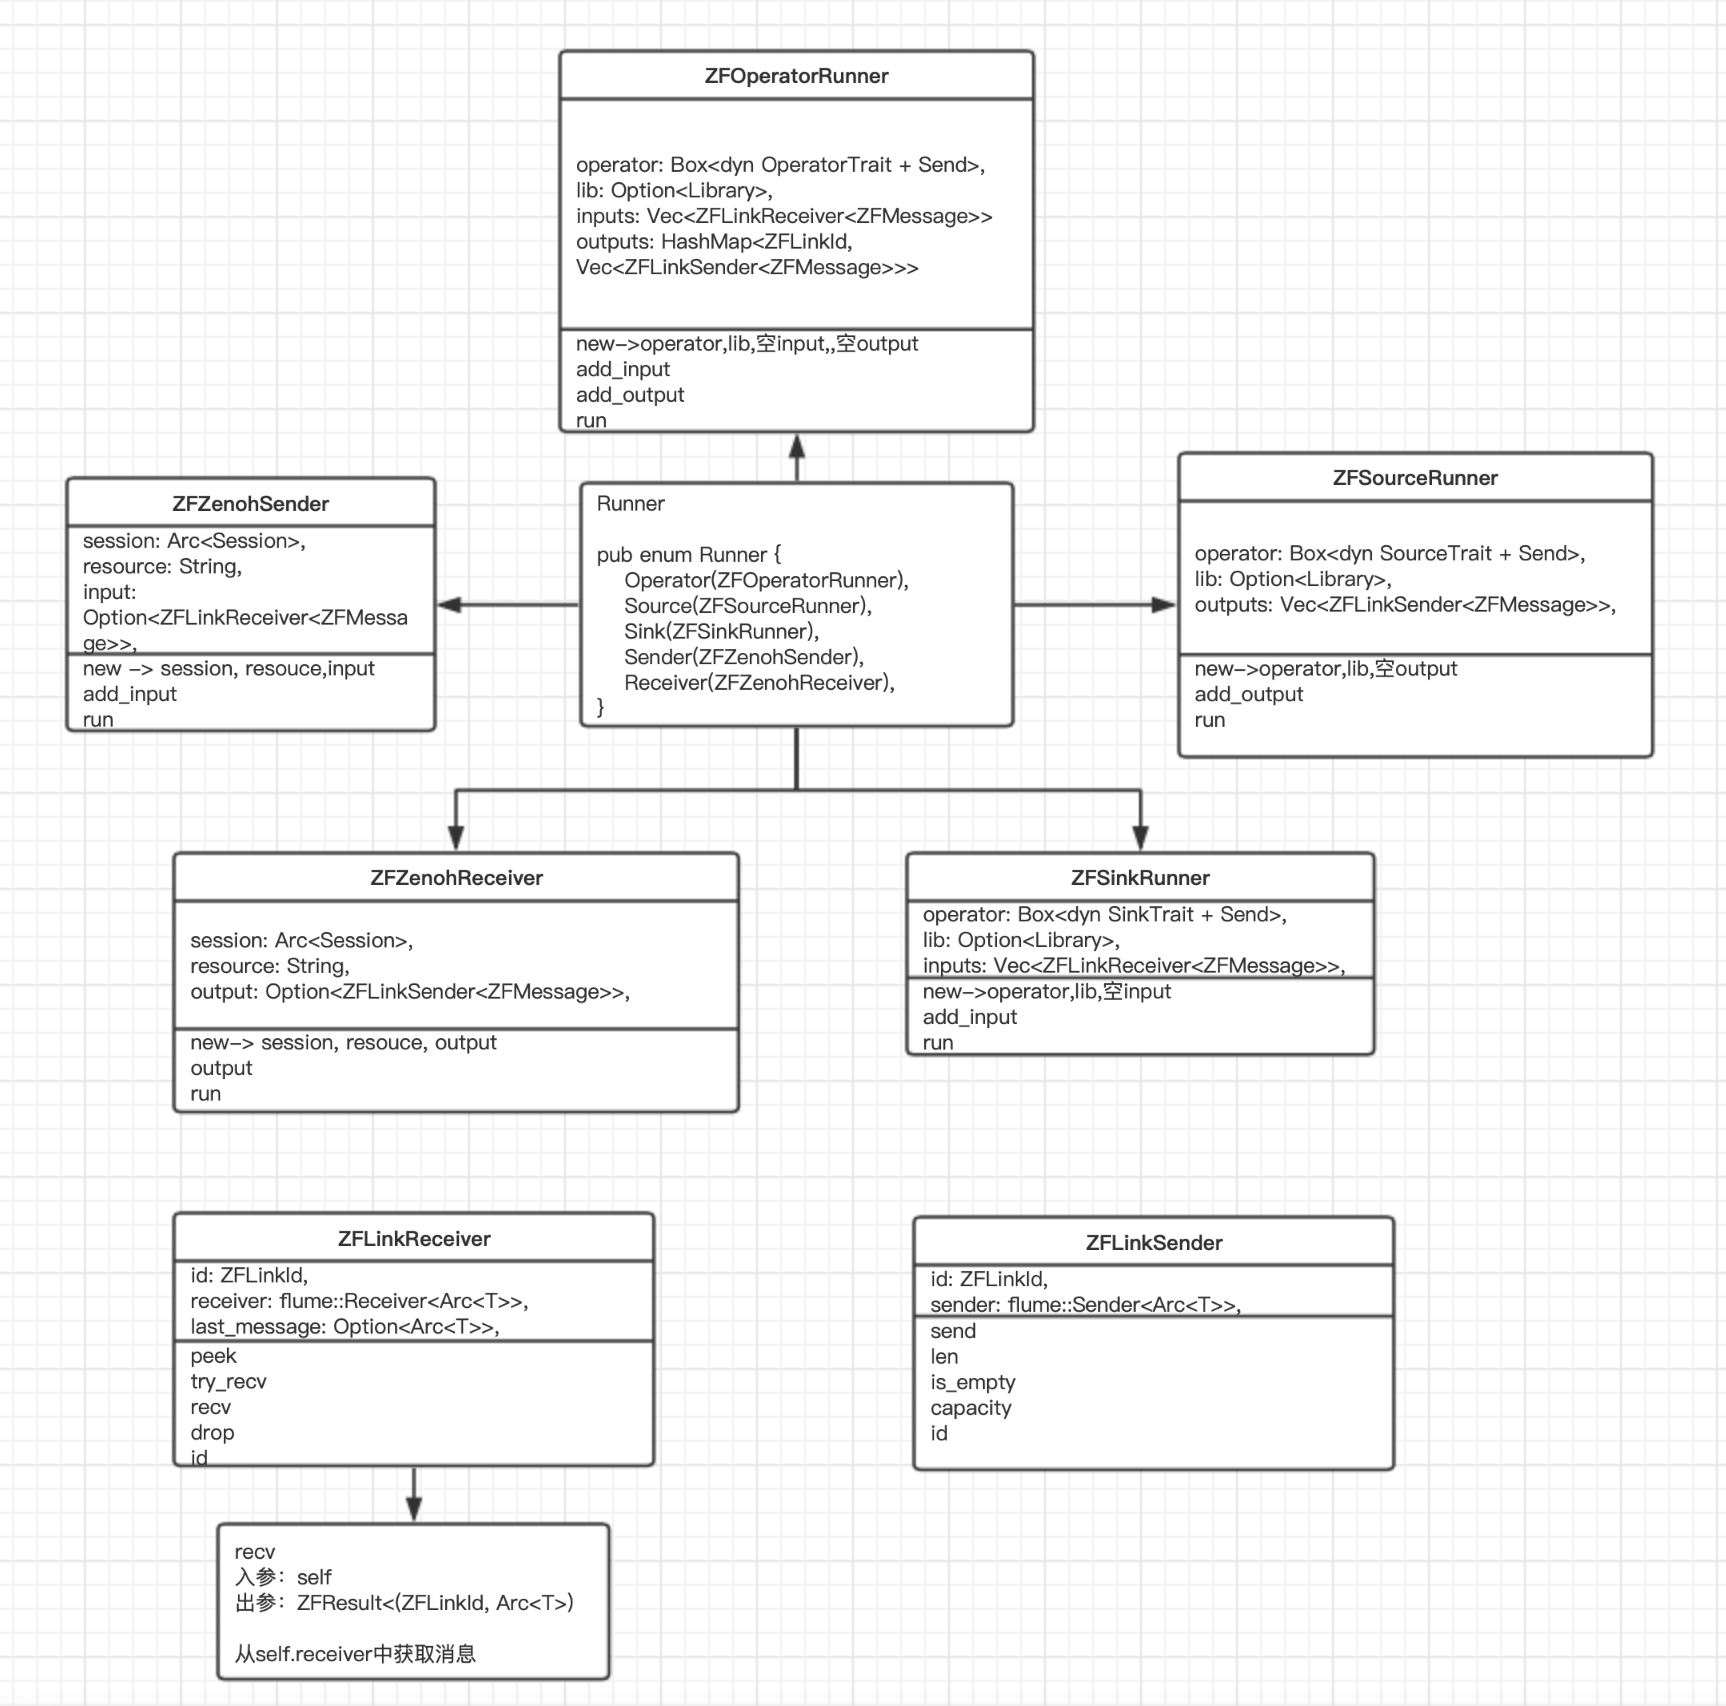 ZFOperatorRunner
operator: Box<dyn OperatorTrait + Send>,
lib: Option<Library>,
inputs: Vec<ZFLinkReceiver<ZFMessage>>
outputs: HashMap<ZFLinkId,
Vec<ZFLinkSender<ZFMessage>>>
new->operator,lib,空input,,空output
add_input
add_output
run
ZFZenohSender
session: Arc<Session>,
resource: String,
input:
Option<ZFLinkReceiver<ZFMessa
ge>>,
new -> session, resouce,input
add_input
run
Runner
pub enum Runner {
Operator(ZFOperatorRunner),
Source(ZFSourceRunner),
Sink(ZFSinkRunner),
Sender(ZFZenohSender),
Receiver(ZFZenohReceiver),
}
ZFSourceRunner
operator: Box<dyn SourceTrait + Send>,
lib: Option<Library>,
outputs: Vec<ZFLinkSender<ZFMessage>>,
new->operator,lib,空output
add_output
run
ZFZenohReceiver
session: Arc<Session>,
resource: String,
output: Option<ZFLinkSender<ZFMessage>>,
new-> session, resouce, output
output
run
ZFSinkRunner
operator: Box<dyn SinkTrait + Send>,
lib: Option<Library>,
inputs: Vec<ZFLinkReceiver<ZFMessage>>,
new->operator,lib,空input
add_input
run
ZFLinkReceiver
id: ZFLinkId,
receiver: flume::Receiver<Arc<T>>,
last_message: Option<Arc<T>>,
peek
try_recv
recv
drop
id
ZFLinkSender
id: ZFLinkId,
sender: flume::Sender<Arc<T>>,
send
len
is_empty
capacity
id
recv
入参：self
出参：ZFResult<(ZFLinkId, Arc<T>)
从self.receiver中获取消息